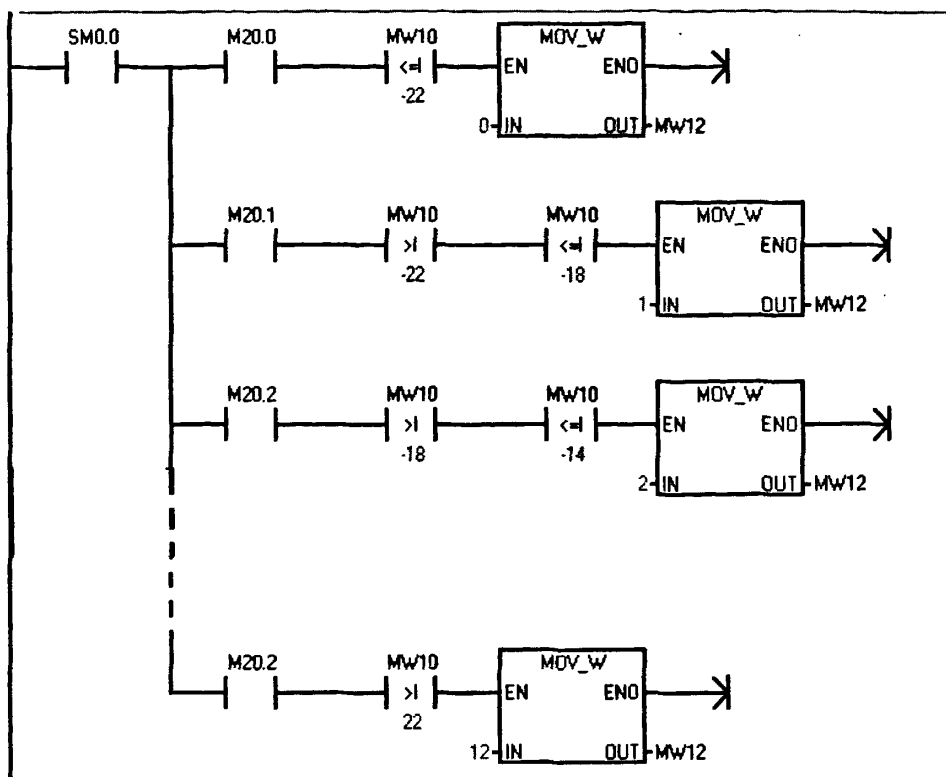 SM0.0 M20.0 MW10 MOV_W
<=I EN ENO
-22
0 IN OUT MW12
M20.1 MW10 MW10 MOV_W
>I <=I EN ENO
-22 -18
1 IN OUT MW12
M20.2 MW10 MW10 MOV_W
>I <=I EN ENO
-18 -14
2 IN OUT MW12
M20.2 MW10 MOV_W
>I EN ENO
22
12 IN OUT MW12